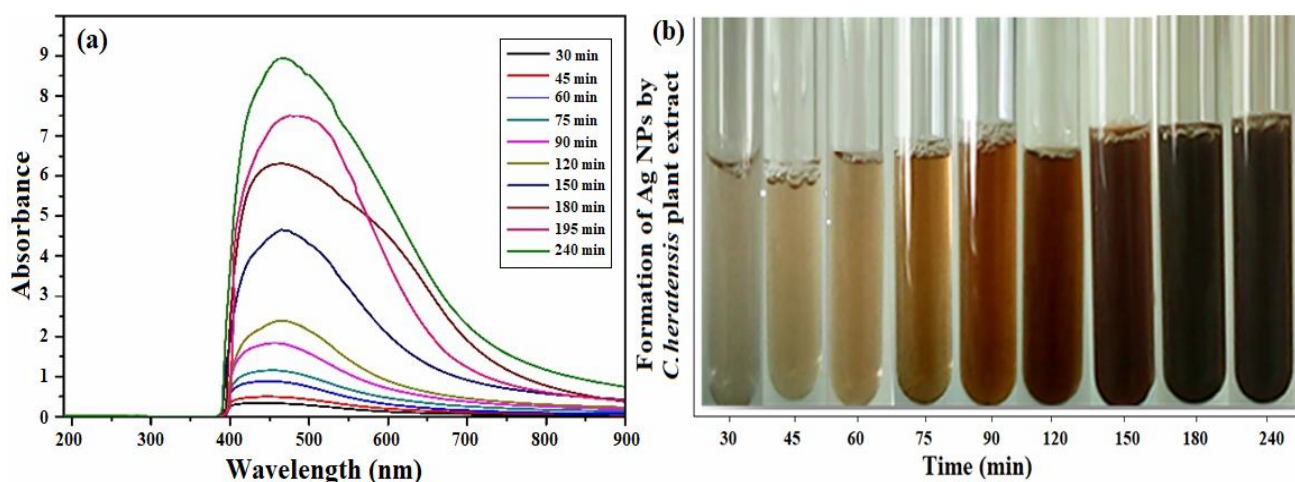 (a)
Absorbance
9
8
7
6
5
4
3
2
1
0
200 300 400 500 600 700 800 900
Wavelength (nm)
30 min
45 min
60 min
75 min
90 min
120 min
150 min
180 min
195 min
240 min
(b)
Formation of Ag NPs by
C.heratensis plant extract
30 45 60 75 90 120 150 180 240
Time (min)